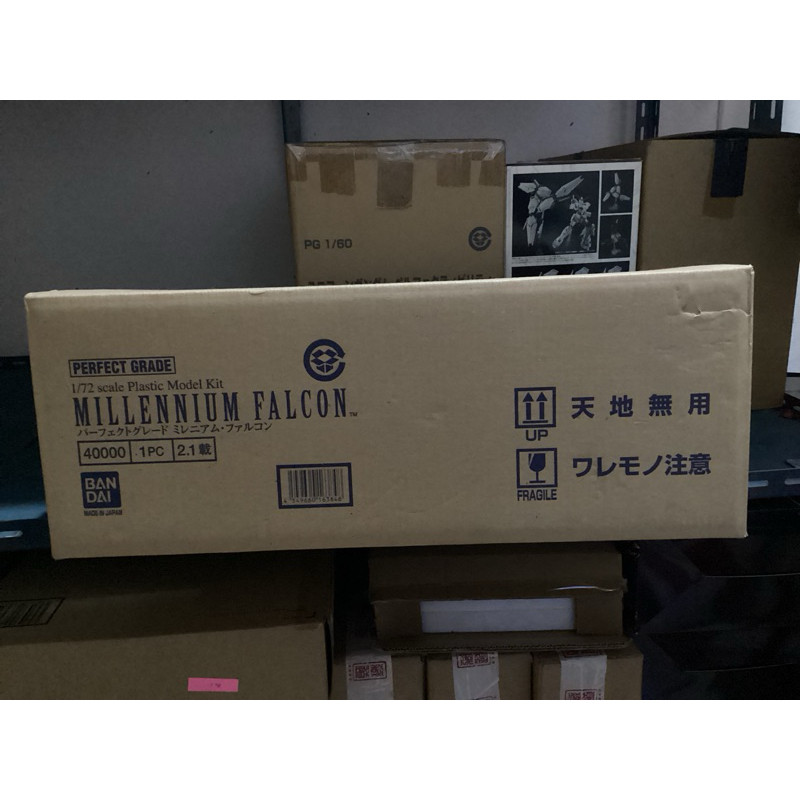 PG 1/60
PERFECT GRADE
1/72 scale Plastic Model Kit
MILLENNIUM FALCON™
パーフェクトグレード ミレニアム・ファルコン
40000 1PC 2.1載
BAN
DAI
MADE IN JAPAN
UP
天地無用
FRAGILE
ワレモノ注意